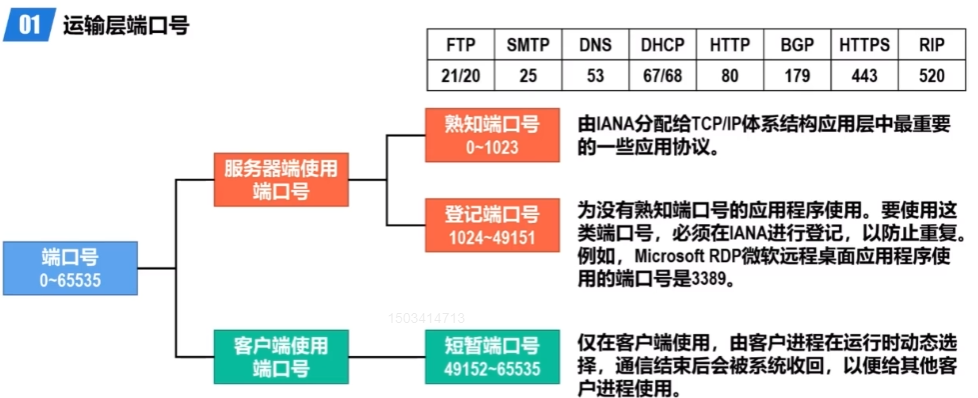 01 运输层端口号
FTP SMTP DNS DHCP HTTP BGP HTTPS RIP
21/20 25 53 67/68 80 179 443 520
熟知端口号
0~1023
由IANA分配给TCP/IP体系结构应用层中最重要
的一些应用协议。
服务器端使用
端口号
登记端口号
1024~49151
为没有熟知端口号的应用程序使用。要使用这
类端口号，必须在IANA进行登记，以防止重复。
例如，Microsoft RDP微软远程桌面应用程序使
用的端口号是3389。
端口号
0~65535
1503414713
客户端使用
端口号
短暂端口号
49152~65535
仅在客户端使用，由客户进程在运行时动态选
择，通信结束后会被系统收回，以便给其他客
户进程使用。